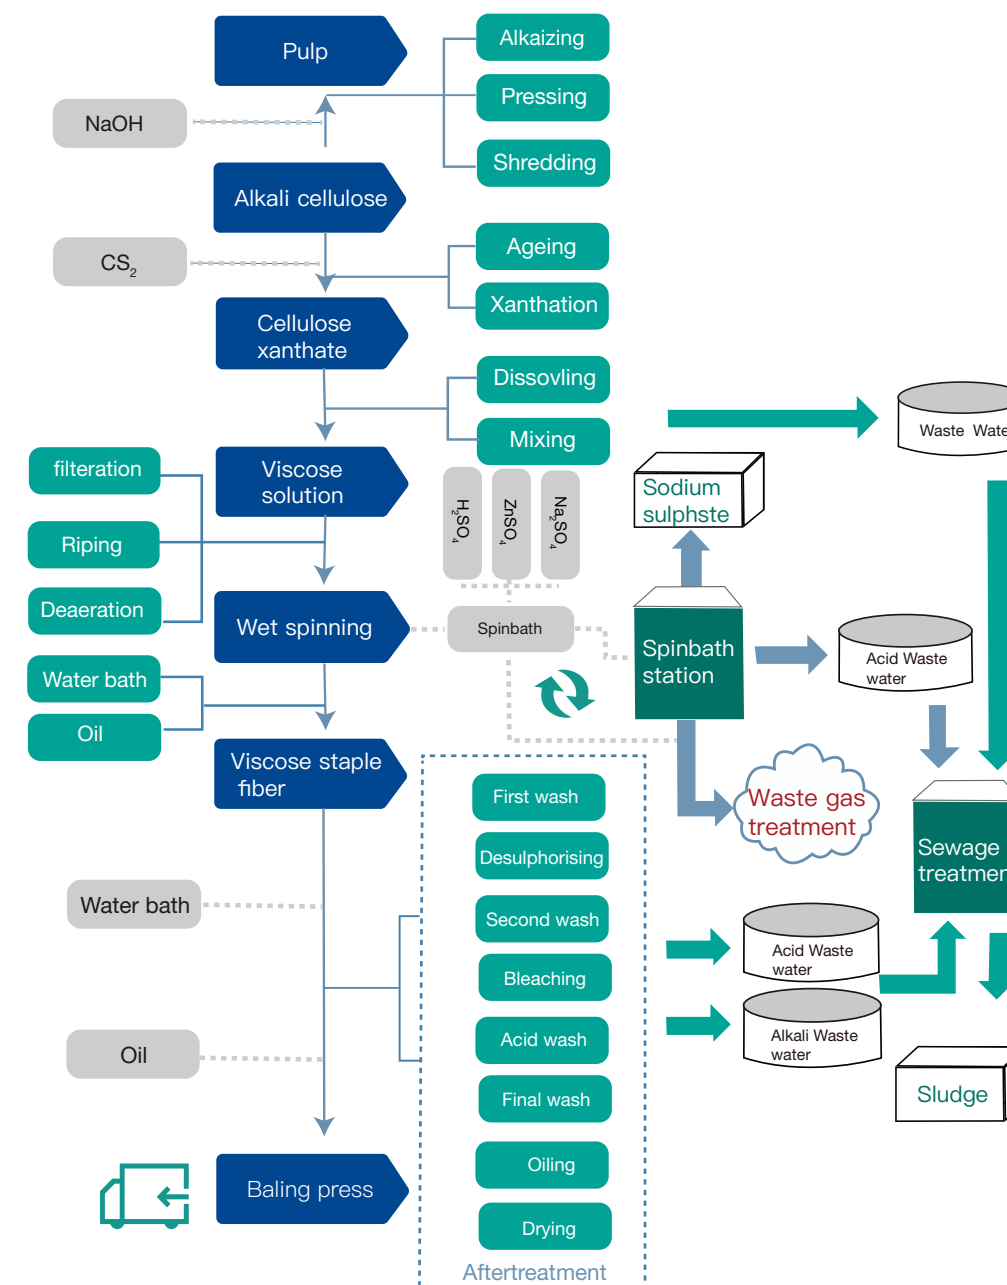 Pulp
Alkaizing
Pressing
Shredding
NaOH
Alkali cellulose
CS₂
Ageing
Xanthation
Cellulose
xanthate
Dissovling
Mixing
Waste Wate
filteration
Riping
Deaeration
Viscose
solution
H₂SO₄
ZnSO₄
Na₂SO₄
Sodium
sulphste
Wet spinning
Spinbath
Spinbath
station
Acid Waste
water
Water bath
Oil
Viscose staple
fiber
Waste gas
treatment
Sewage
treatmen
First wash
Desulphorising
Second wash
Bleaching
Acid wash
Final wash
Oiling
Drying
Aftertreatment
Water bath
Oil
Acid Waste
water
Alkali Waste
water
Sludge
Baling press